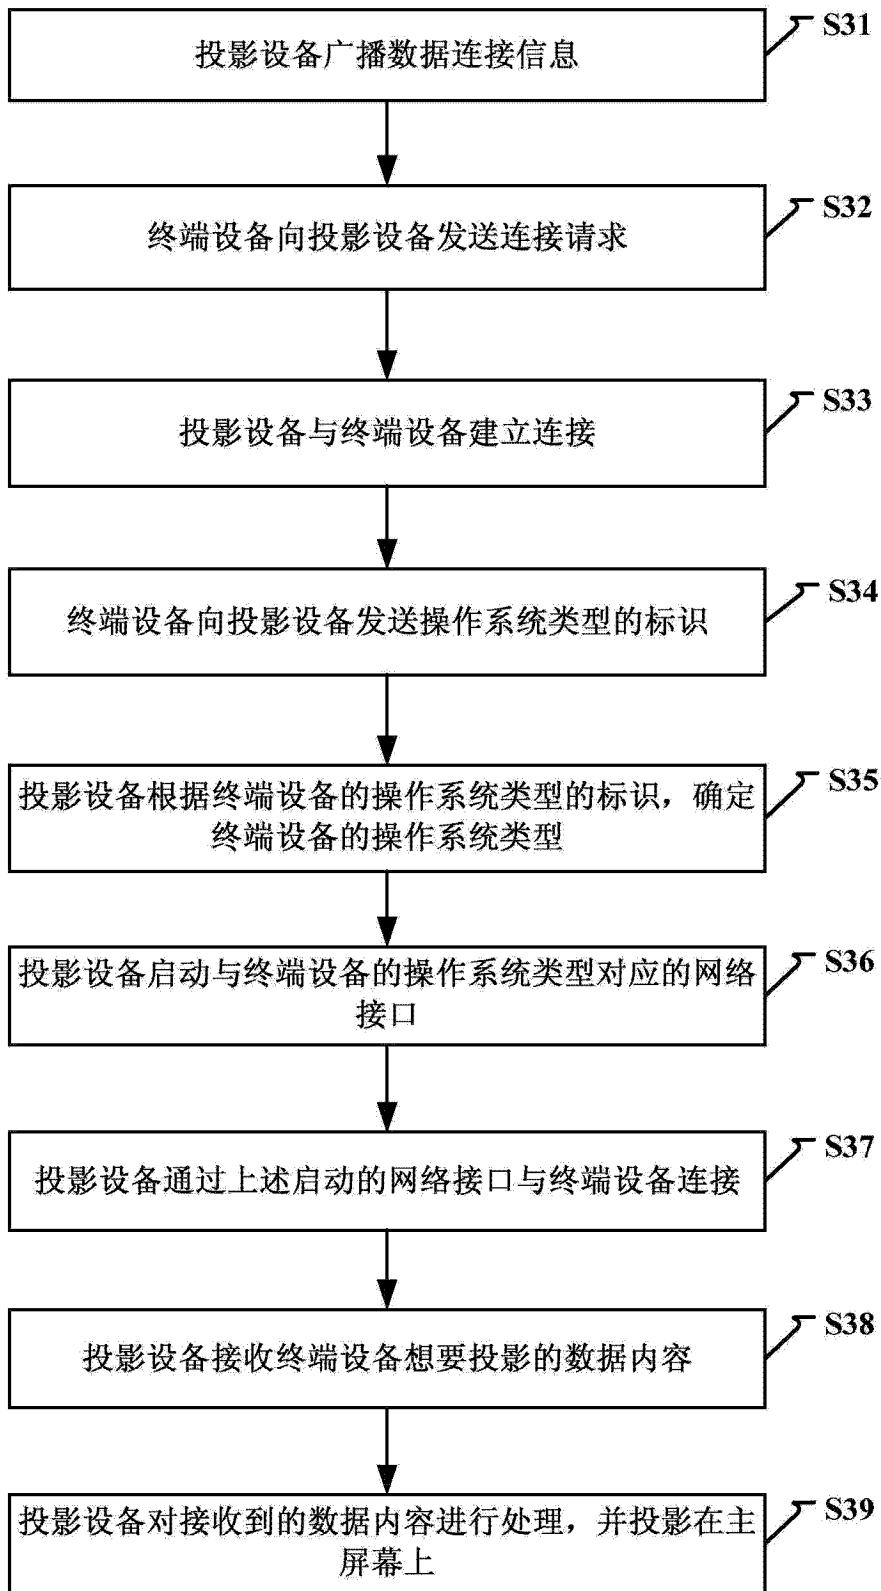 投影设备广播数据连接信息
S31
终端设备向投影设备发送连接请求
S32
投影设备与终端设备建立连接
S33
终端设备向投影设备发送操作系统类型的标识
S34
投影设备根据终端设备的操作系统类型的标识，确定
终端设备的操作系统类型
S35
投影设备启动与终端设备的操作系统类型对应的网络
接口
S36
投影设备通过上述启动的网络接口与终端设备连接
S37
投影设备接收终端设备想要投影的数据内容
S38
投影设备对接收到的数据内容进行处理，并投影在主
屏幕上
S39